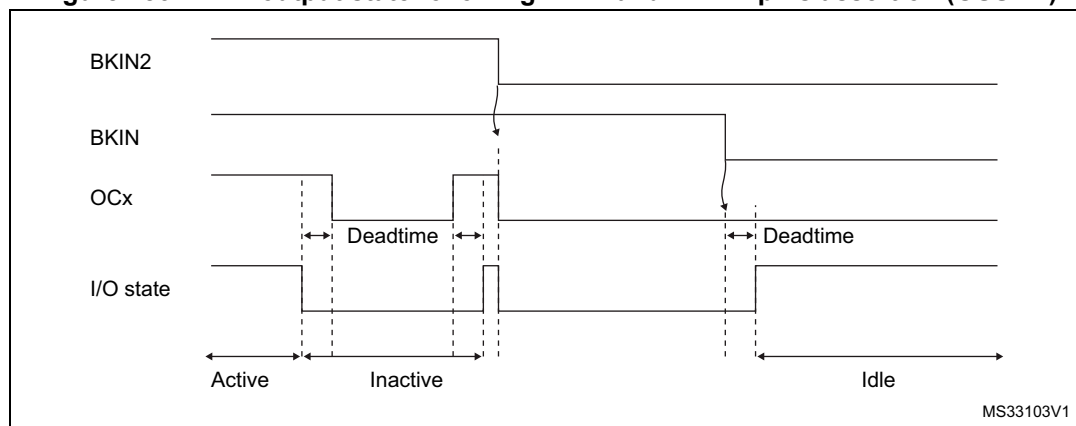 BKIN2
BKIN
OCx
Deadtime
Deadtime
I/O state
Active
Inactive
Idle
MS33103V1